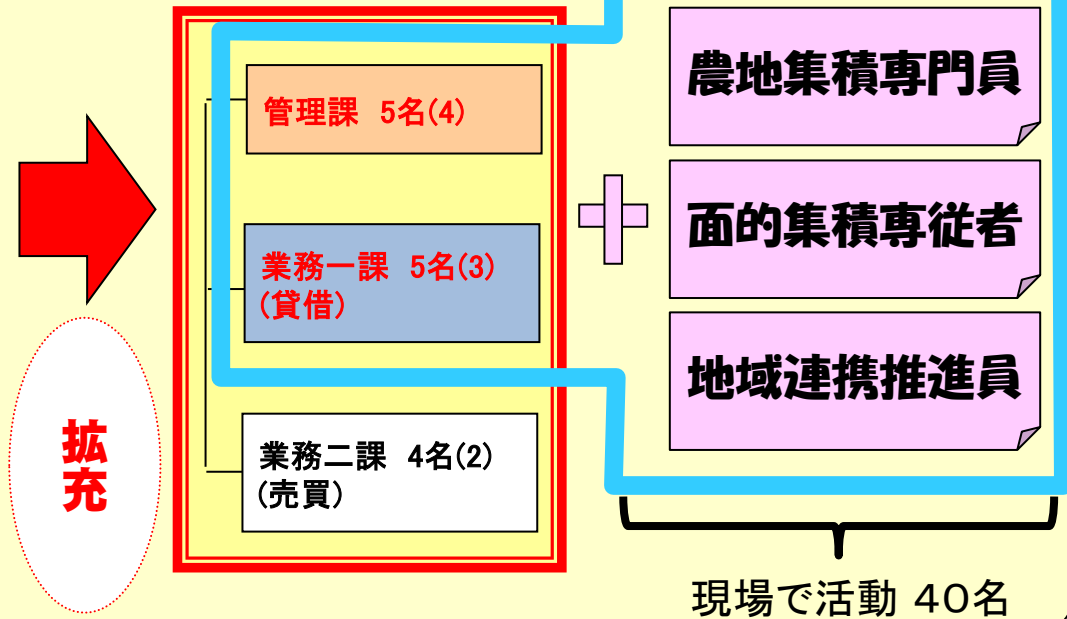 拡充
管理課 5名(4)
業務一課 5名(3)
(貸借)
業務二課 4名(2)
(売買)
農地集積専門員
面的集積専従者
地域連携推進員
現場で活動 40名